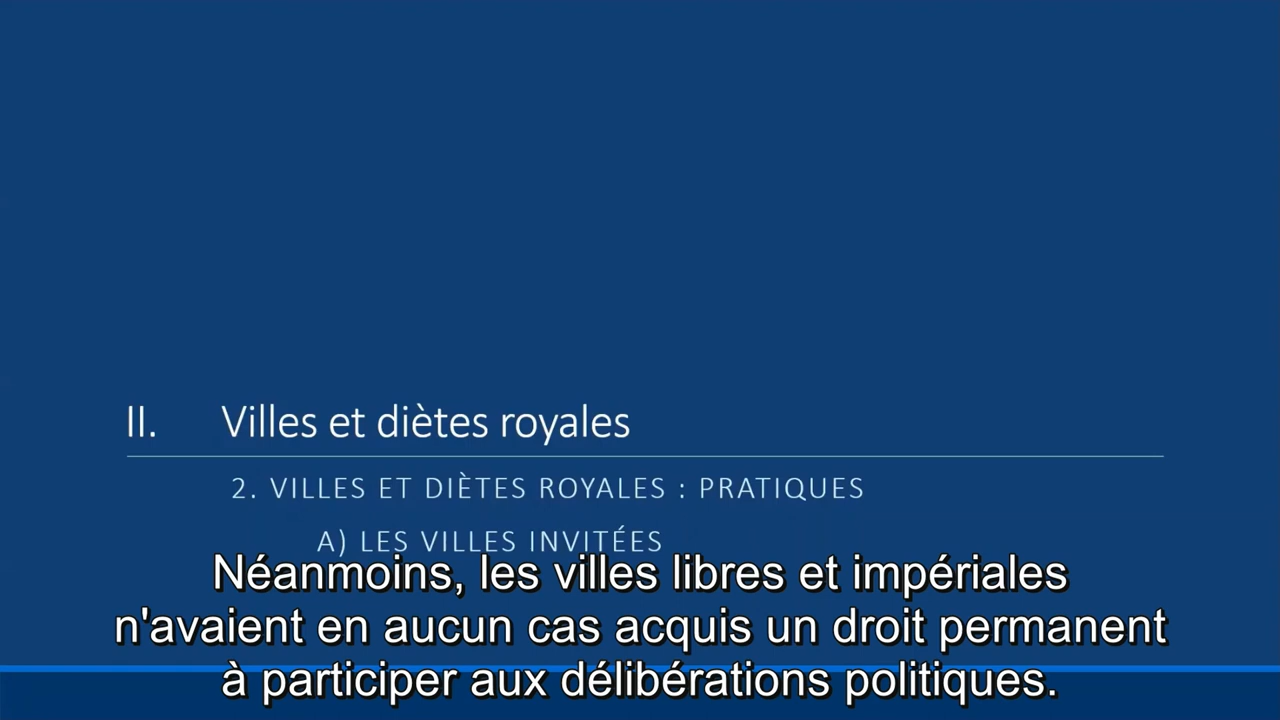 II. Villes et diètes royales
2. VILLES ET DIÈTES ROYALES : PRATIQUES
A) LES VILLES INVITÉES
Néanmoins, les villes libres et impériales
n'avaient en aucun cas acquis un droit permanent
à participer aux délibérations politiques.